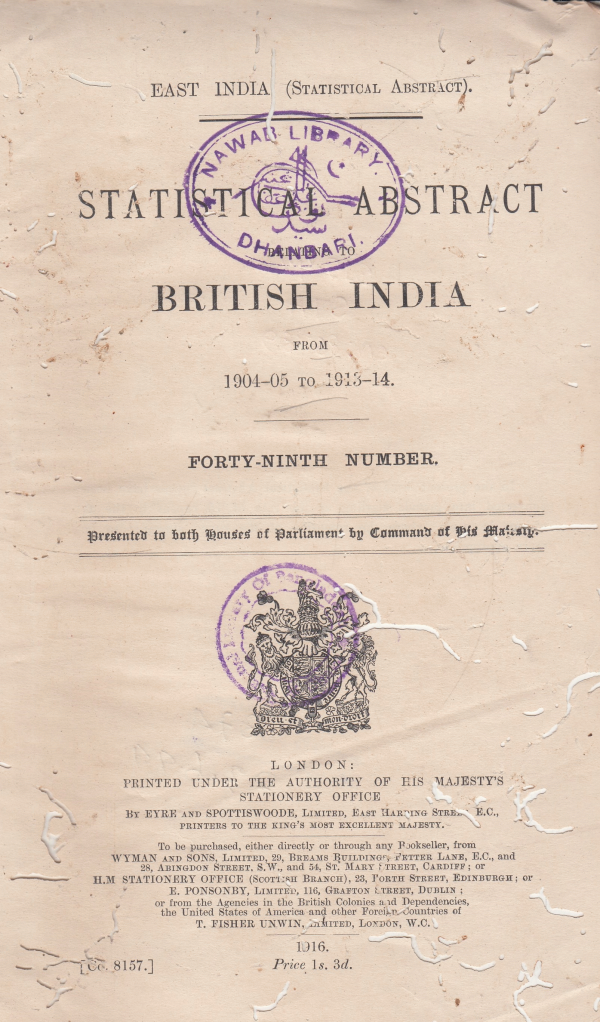 EAST INDIA (STATISTICAL ABSTRACT).
NAWAB LIBRARY.
STATISTICAL ABSTRACT
DHANBARI.
RELATING TO
BRITISH INDIA
FROM
1904-05 TO 1913-14.
FORTY-NINTH NUMBER.
Presented to both Houses of Parliament by Command of His Majesty.
Library Of
Dieu et mon Droit
LONDON:
PRINTED UNDER THE AUTHORITY OF HIS MAJESTY'S
STATIONERY OFFICE
BY EYRE AND SPOTTISWOODE, LIMITED, EAST HARDING STREET, E.C.,
PRINTERS TO THE KING'S MOST EXCELLENT MAJESTY.
To be purchased, either directly or through any Bookseller, from
WYMAN AND SONS, LIMITED, 29, BREAMS BUILDINGS, FETTER LANE, E.C., and
28, ABINGDON STREET, S.W., and 54, ST. MARY STREET, CARDIFF; or
H.M STATIONERY OFFICE (SCOTTISH BRANCH), 23, FORTH STREET, EDINBURGH; or
E. PONSONBY, LIMITED, 116, GRAFTON STREET, DUBLIN;
or from the Agencies in the British Colonies and Dependencies,
the United States of America and other Foreign Countries of
T. FISHER UNWIN, LIMITED, LONDON, W.C.
1916.
[Cd. 8157.] Price 1s. 3d.